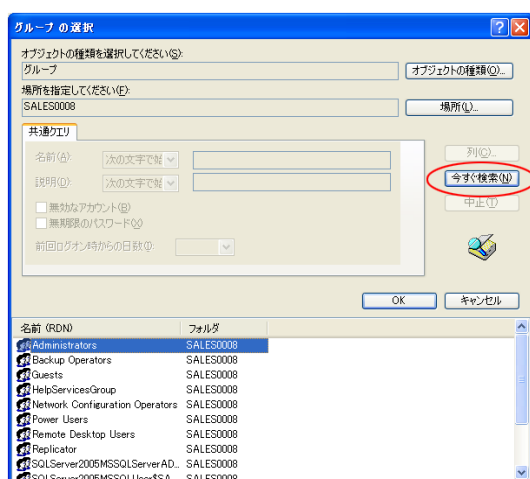 グループ の選択
オブジェクトの種類を選択してください(S):
グループ
オブジェクトの種類(O)...
場所を指定してください(F):
SALES0008
場所(L)...
共通クエリ
名前(A):
次の文字で始
列(C)...
説明(D):
次の文字で始
今すぐ検索(N)
無効なアカウント(B)
中止(T)
無期限のパスワード(X)
前回ログオン時からの日数(I):
OK
キャンセル
名前 (RDN)
フォルダ
Administrators
SALES0008
Backup Operators
SALES0008
Guests
SALES0008
HelpServicesGroup
SALES0008
Network Configuration Operators
SALES0008
Power Users
SALES0008
Remote Desktop Users
SALES0008
Replicator
SALES0008
SQLServer2005MSSQLServerAD...
SALES0008
SQLServer2005MSSQLUser$SA...
SALES0008